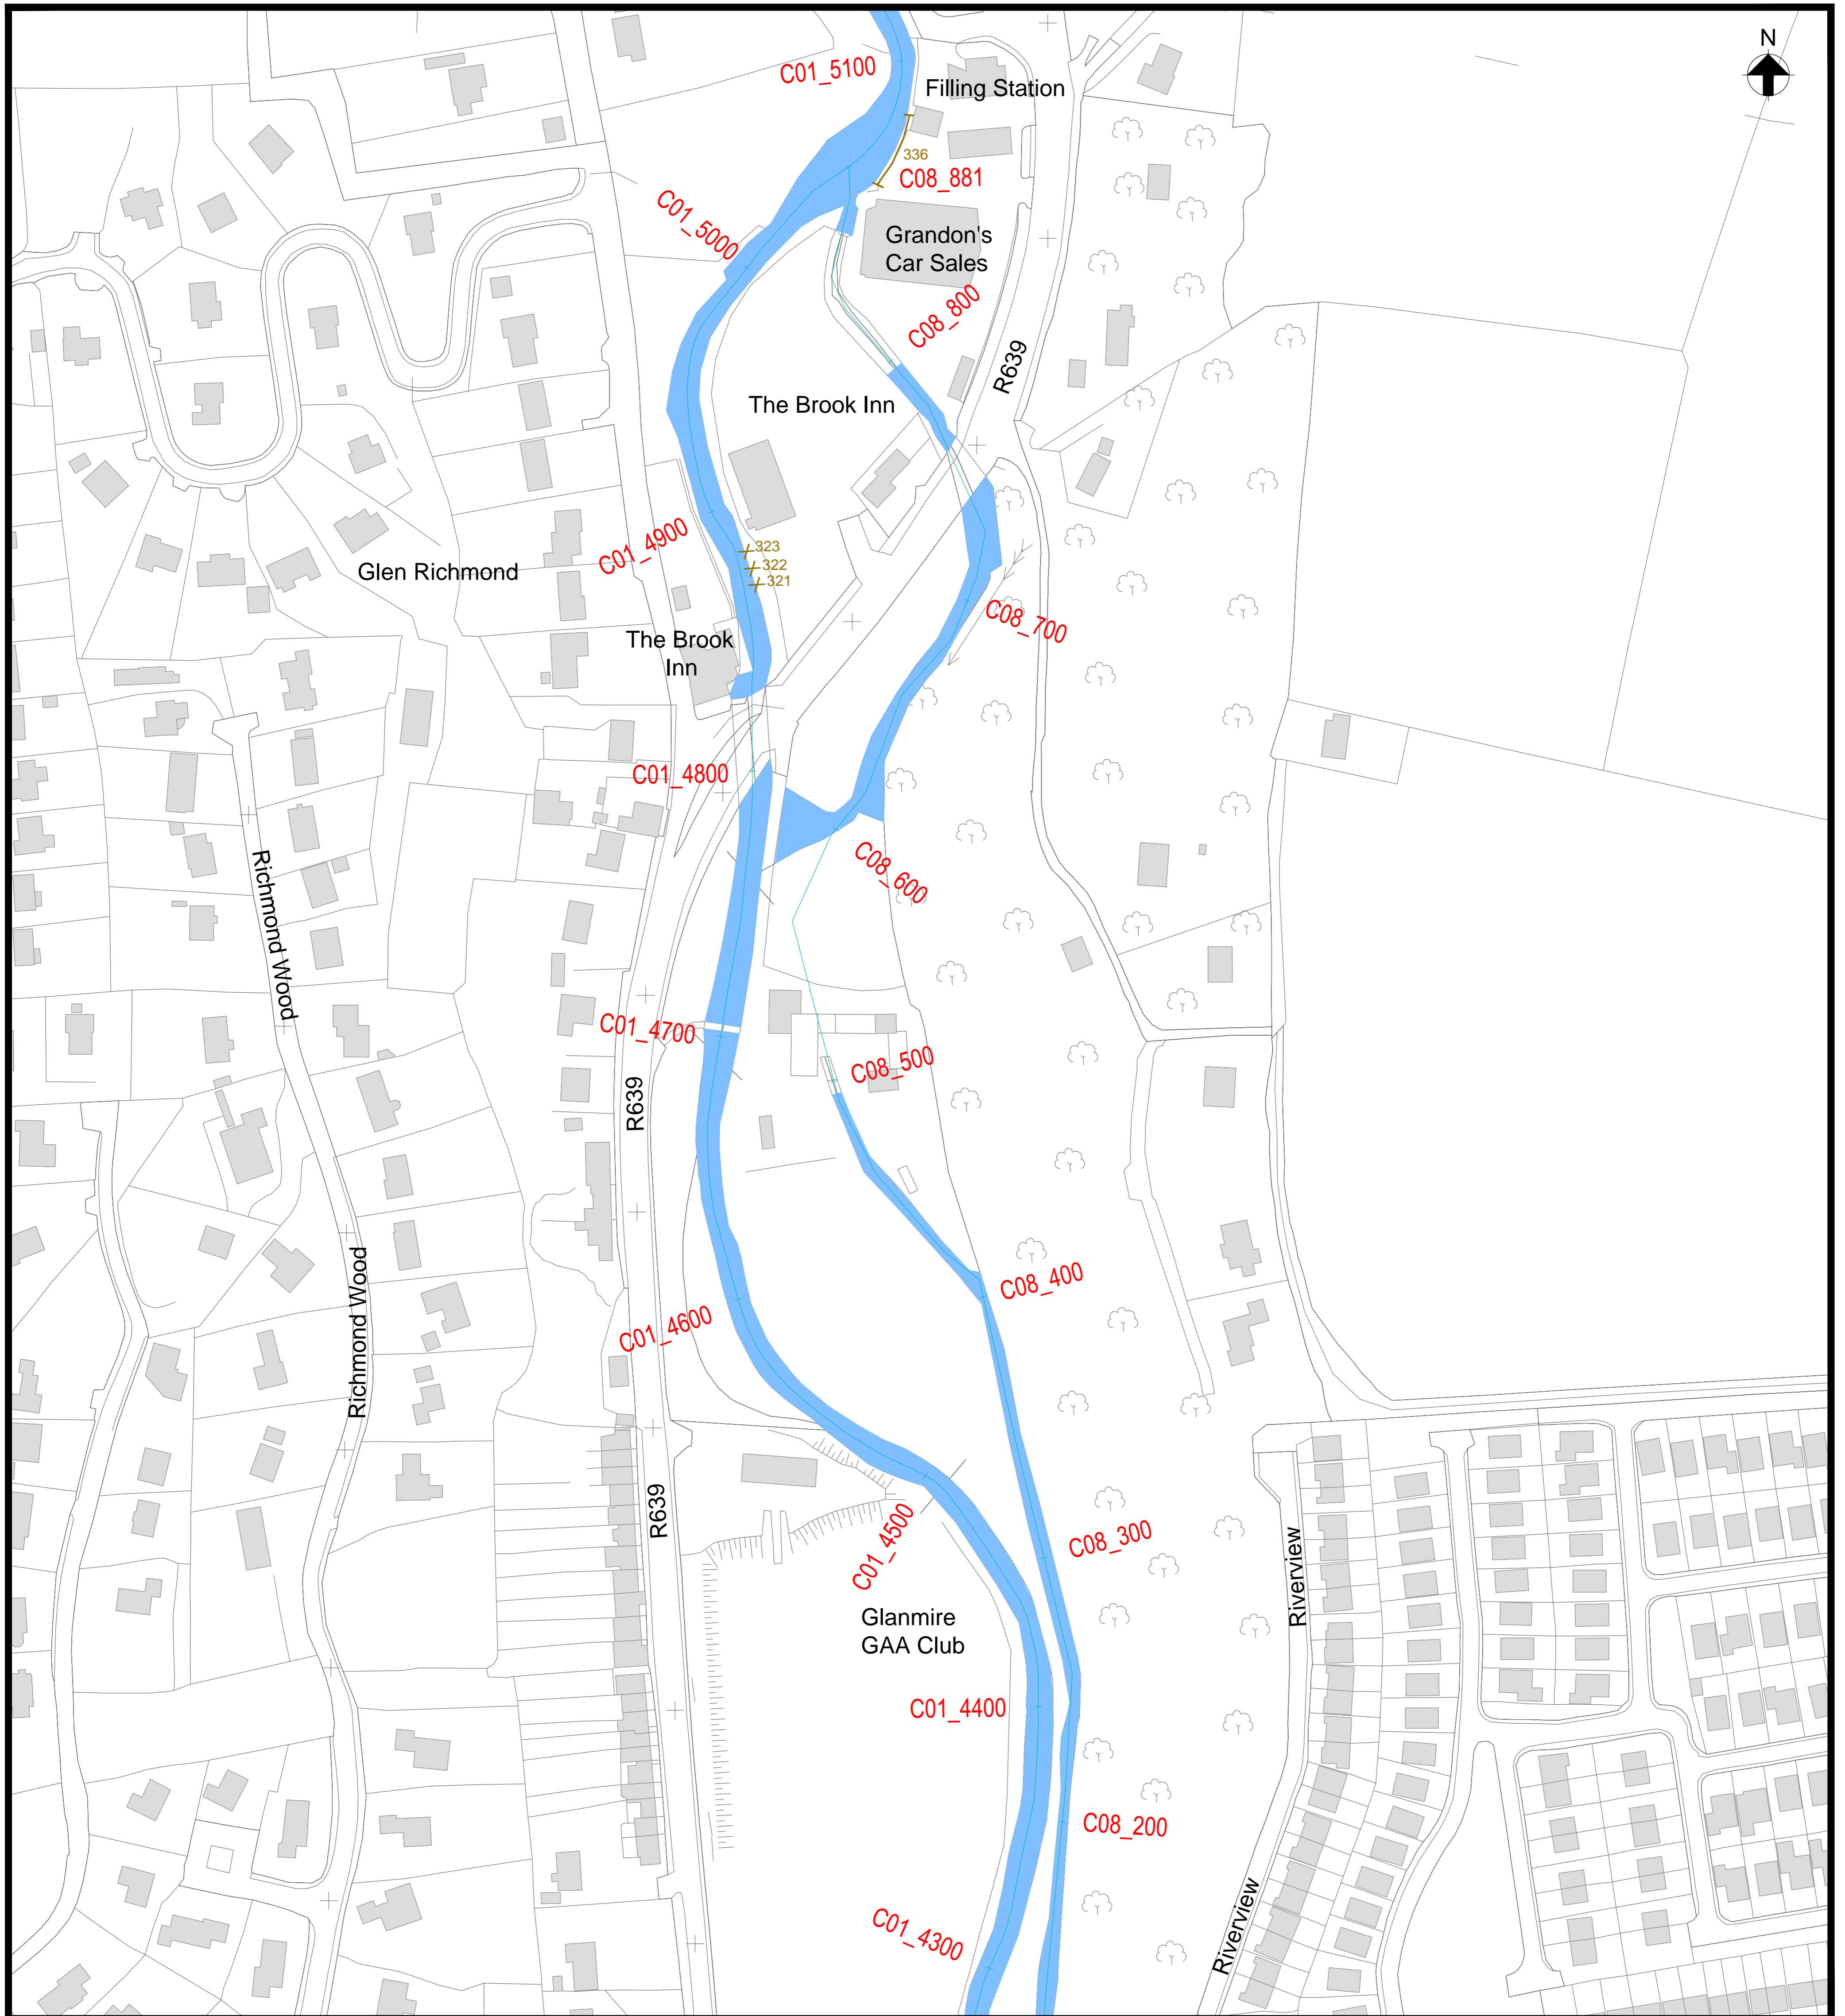 N
C01_5100
Filling Station
336
C08_881
C01_5000
Grandon's
Car Sales
C08_800
R639
The Brook Inn
C01_4900
323
322
321
Glen Richmond
C08_700
The Brook
Inn
C01_4800
C08_600
Richmond Wood
C01_4700
C08_500
R639
Richmond Wood
C08_400
C01_4600
R639
C01_4500
C08_300
Riverview
Glanmire
GAA Club
C01_4400
C08_200
C01_4300
Riverview